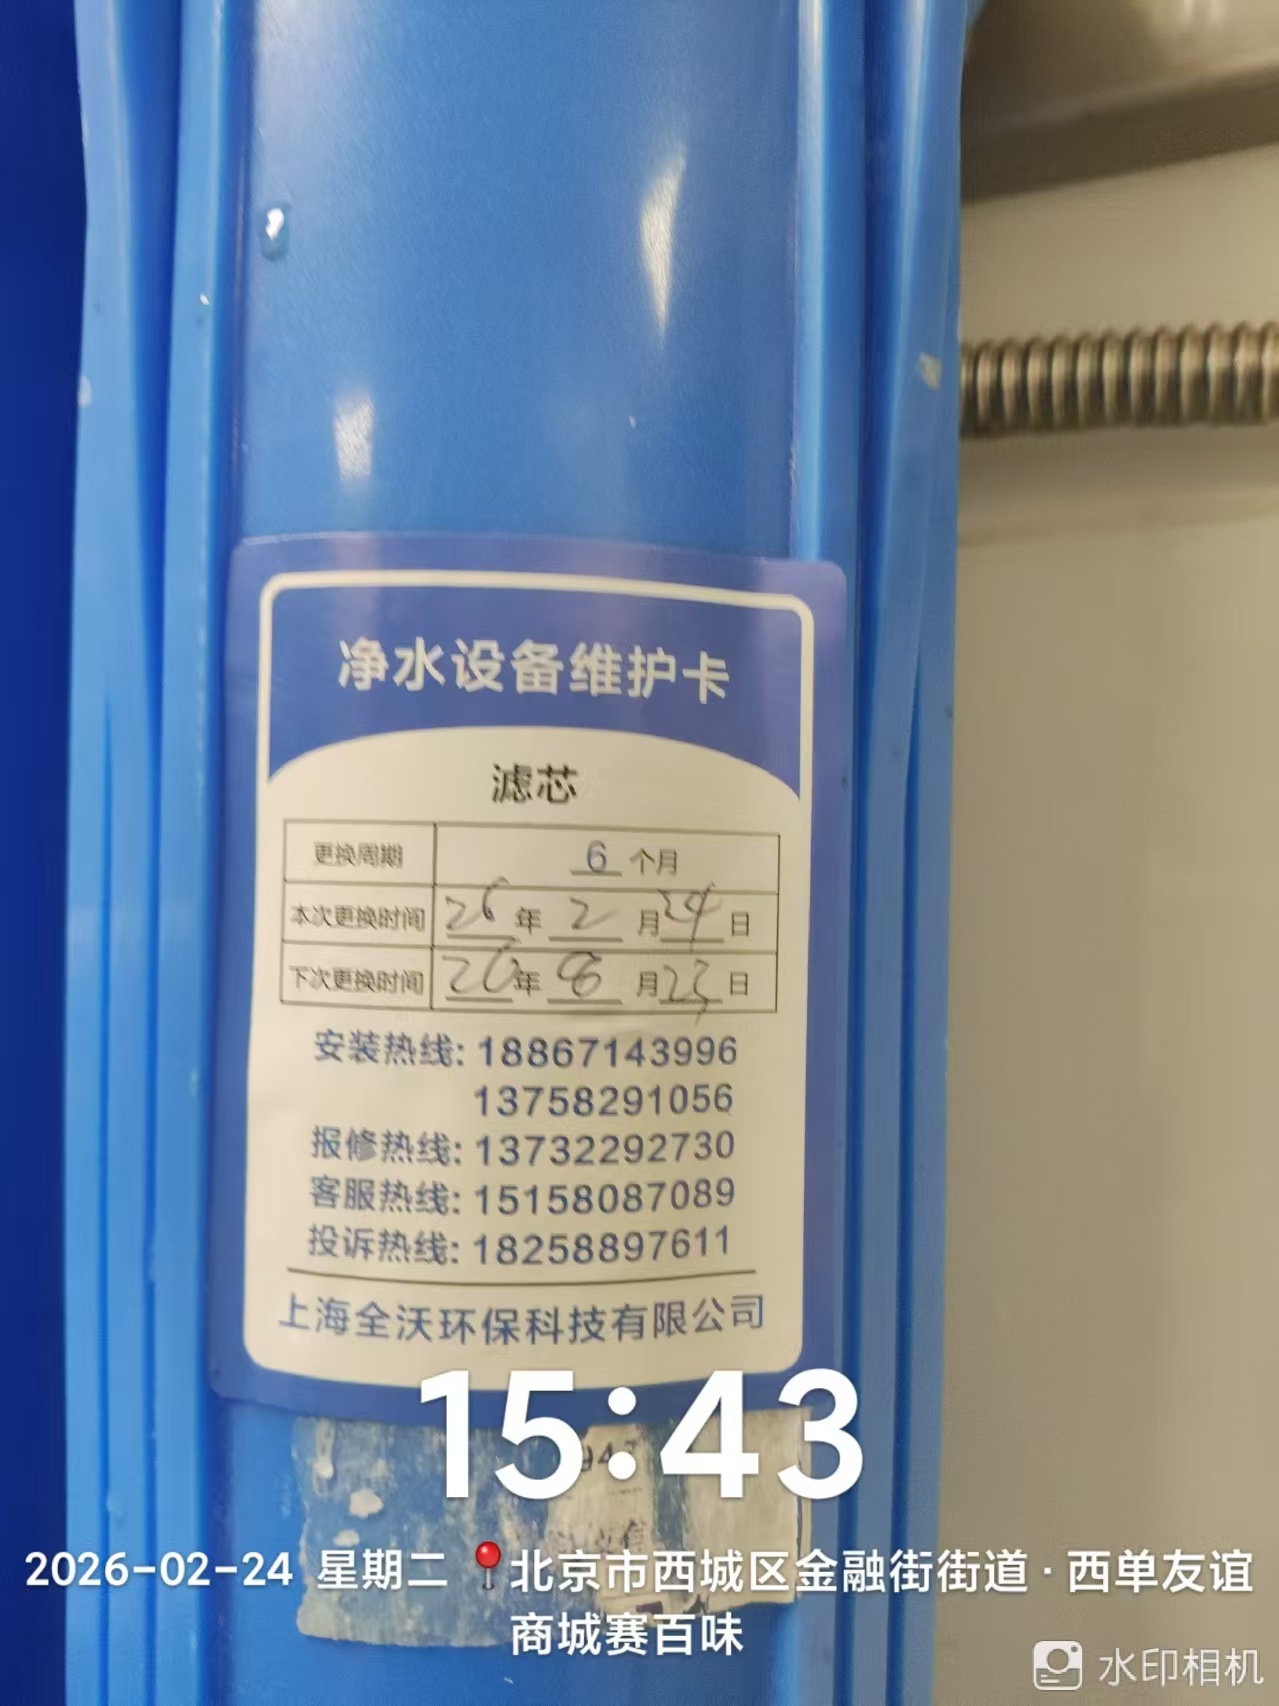 净水设备维护卡
滤芯
更换周期 6 个月
本次更换时间 26 年 2 月 24 日
下次更换时间 26 年 8 月 23 日
安装热线: 18867143996
13758291056
报修热线: 13732292730
客服热线: 15158087089
投诉热线: 18258897611
上海全沃环保科技有限公司
15:43
2026-02-24 星期二 北京市西城区金融街街道·西单友谊
商城赛百味
水印相机